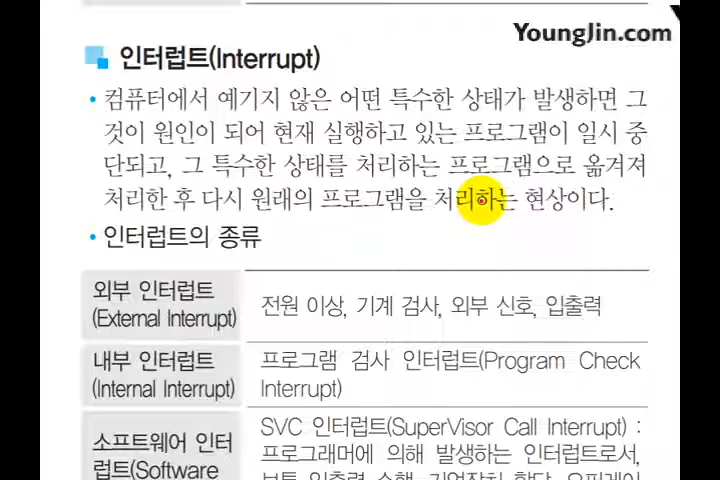 YoungJin.com
인터럽트(Interrupt)
• 컴퓨터에서 예기지 않은 어떤 특수한 상태가 발생하면 그
것이 원인이 되어 현재 실행하고 있는 프로그램이 일시 중
단되고, 그 특수한 상태를 처리하는 프로그램으로 옮겨져
처리한 후 다시 원래의 프로그램을 처리하는 현상이다.
• 인터럽트의 종류
외부 인터럽트
(External Interrupt)
전원 이상, 기계 검사, 외부 신호, 입출력
내부 인터럽트
(Internal Interrupt)
프로그램 검사 인터럽트(Program Check
Interrupt)
소프트웨어 인터
럽트(Software
SVC 인터럽트(SuperVisor Call Interrupt) :
프로그래머에 의해 발생하는 인터럽트로서,